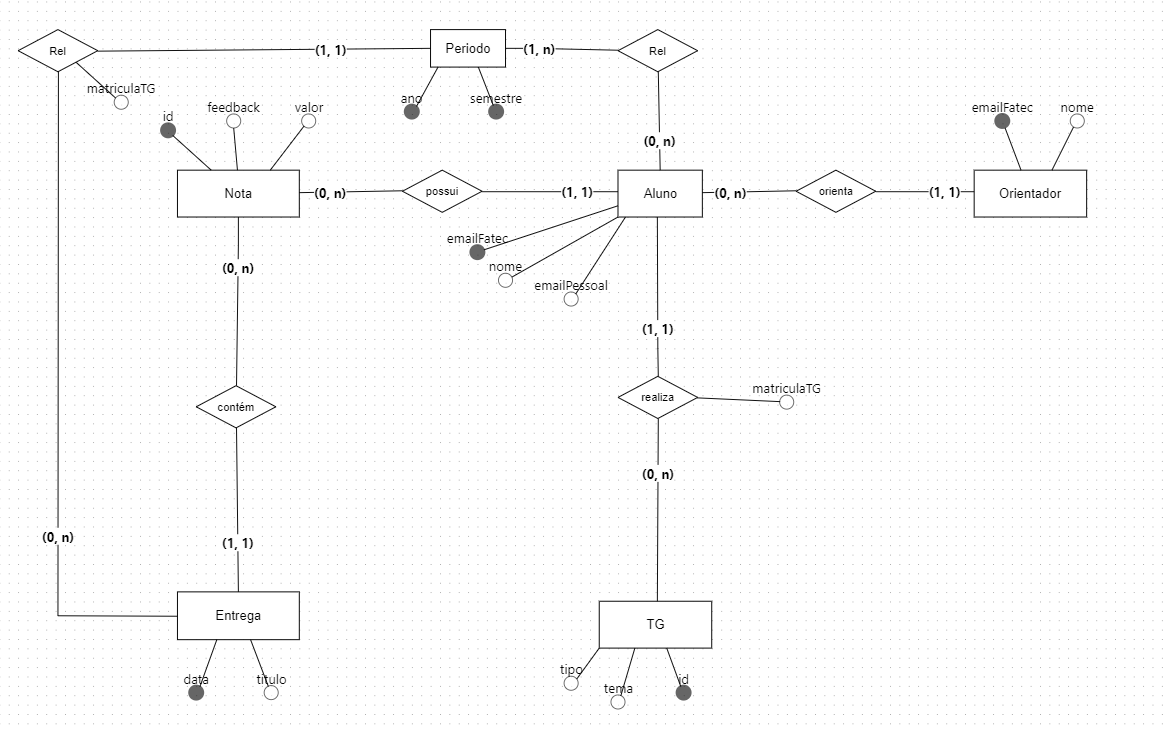 Rel
(1, 1)
Periodo
(1, n)
Rel
matriculaTG
ano
semestre
id
feedback
valor
emailFatec
nome
(0, n)
Nota
(0, n)
possui
(1, 1)
Aluno
(0, n)
orienta
(1, 1)
Orientador
emailFatec
nome
emailPessoal
(0, n)
(1, 1)
contém
realiza
matriculaTG
(0, n)
(0, n)
(1, 1)
Entrega
TG
data
titulo
tipo
tema
id